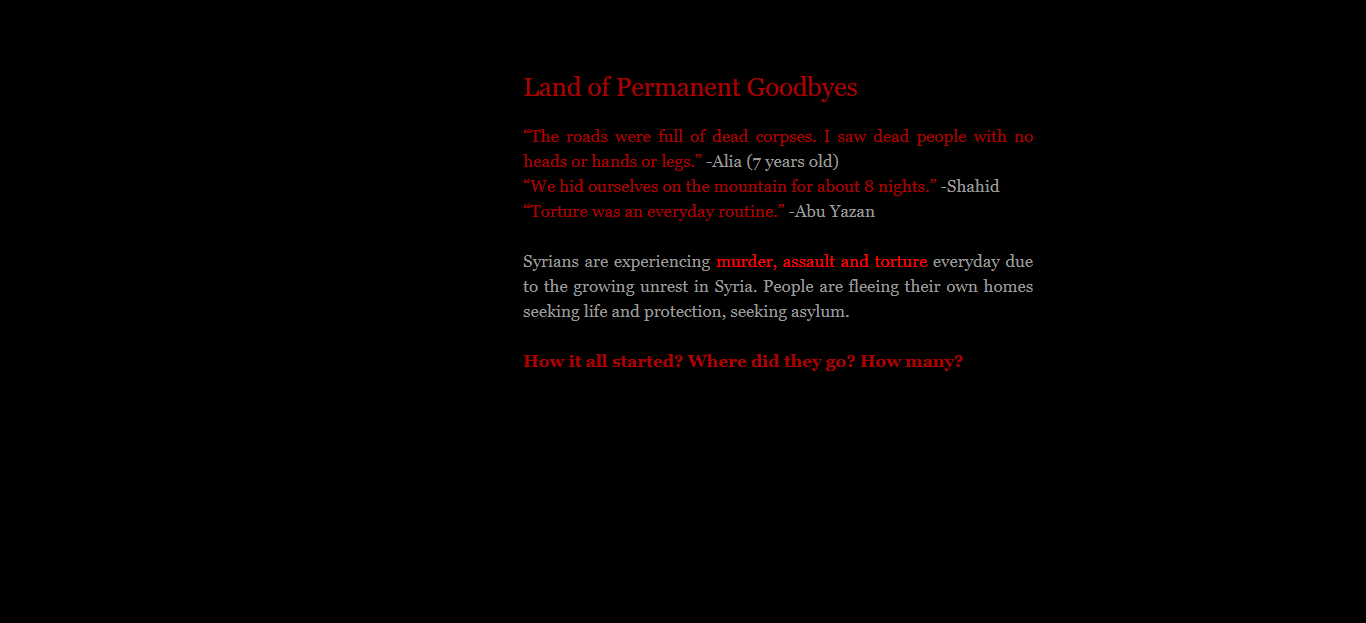 Land of Permanent Goodbyes
“The roads were full of dead corpses. I saw dead people with no
heads or hands or legs.” -Alia (7 years old)
“We hid ourselves on the mountain for about 8 nights.” -Shahid
“Torture was an everyday routine.” -Abu Yazan
Syrians are experiencing murder, assault and torture everyday due
to the growing unrest in Syria. People are fleeing their own homes
seeking life and protection, seeking asylum.
How it all started? Where did they go? How many?